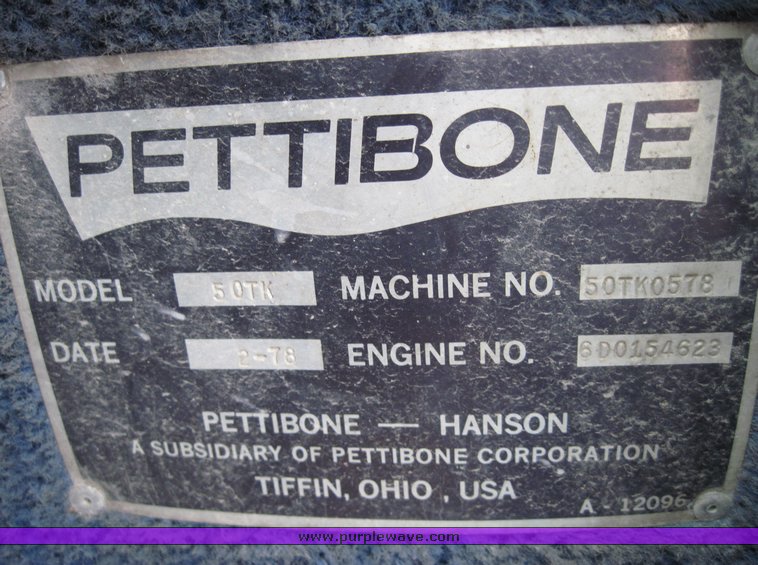 PETTIBONE
MODEL 50TK MACHINE NO. 50TK0578
DATE 2-78 ENGINE NO. 6D0154623
PETTIBONE — HANSON
A SUBSIDIARY OF PETTIBONE CORPORATION
TIFFIN, OHIO, USA
A-12096
www.purplewave.com